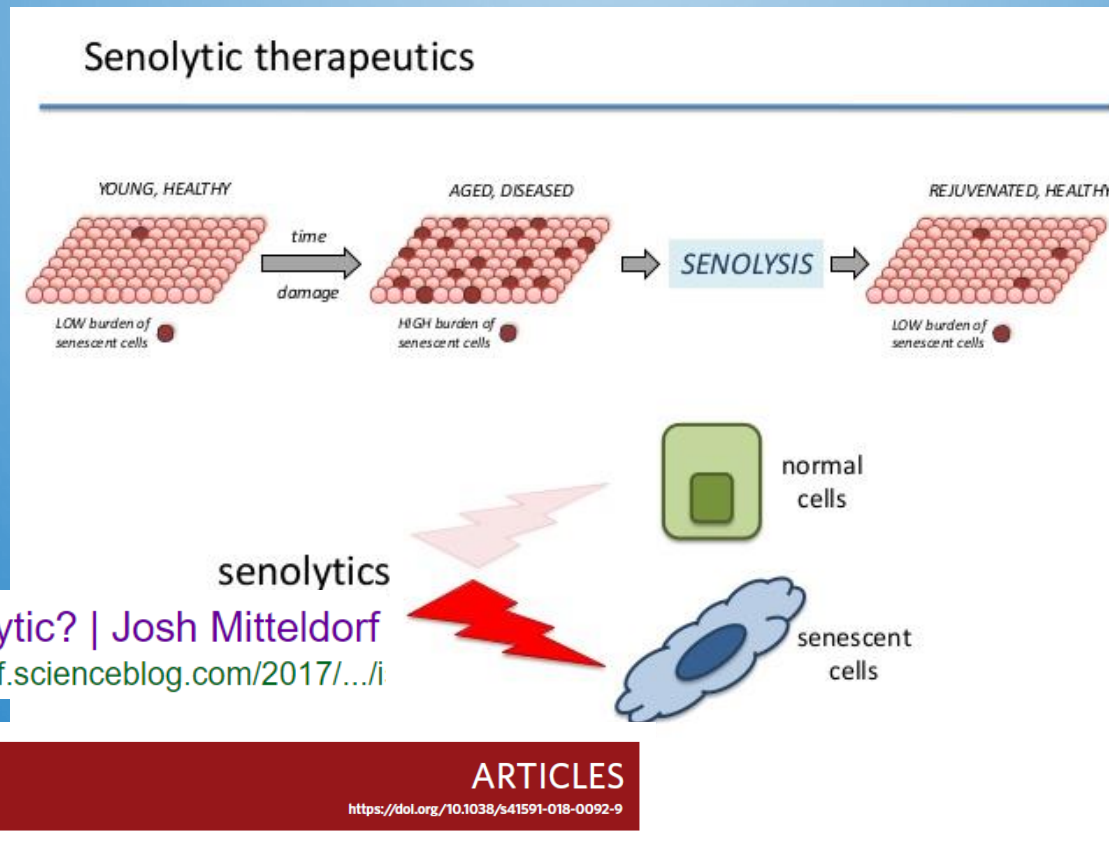 Senolytic therapeutics
YOUNG, HEALTHY
AGED, DISEASED
REJUVENATED, HEALTHY
time
damage
SENOLYSIS
LOW burden of
senescent cells
HIGH burden of
senescent cells
LOW burden of
senescent cells
normal
cells
senolytics
ytic? | Josh Mitteldorf
f.scienceblog.com/2017/.../i
senescent
cells
ARTICLES
https://doi.org/10.1038/s41591-018-0092-9